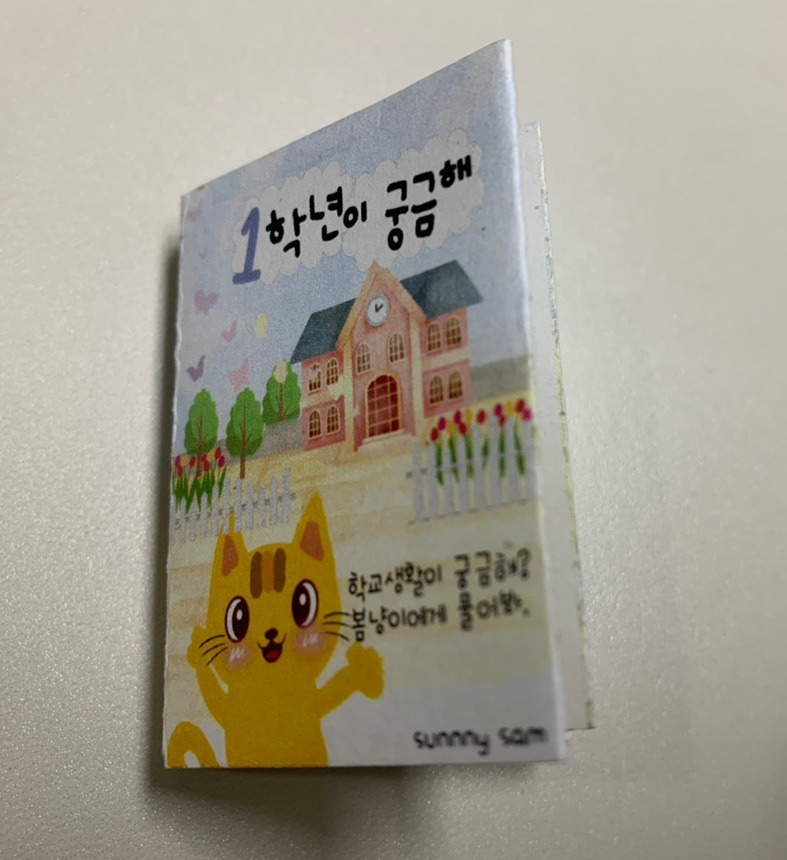 1학년이 궁금해
학교생활이 궁금해?
봄냥이에게 물어봐.
sunnny sam